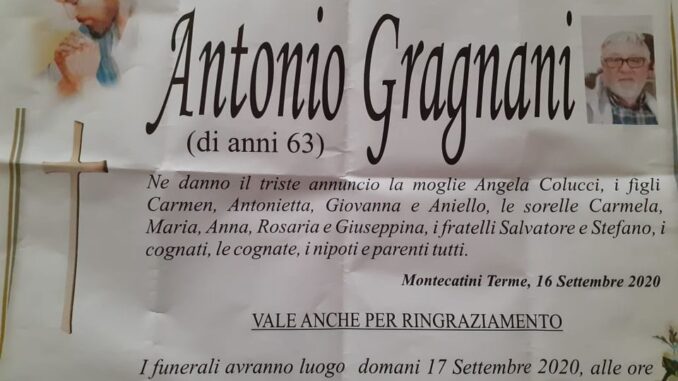 Antonio Gragnani
(di anni 63)
Ne danno il triste annuncio la moglie Angela Colucci, i figli
Carmen, Antonietta, Giovanna e Aniello, le sorelle Carmela,
Maria, Anna, Rosaria e Giuseppina, i fratelli Salvatore e Stefano, i
cognati, le cognate, i nipoti e parenti tutti.
Montecatini Terme, 16 Settembre 2020
VALE ANCHE PER RINGRAZIAMENTO
I funerali avranno luogo domani 17 Settembre 2020, alle ore